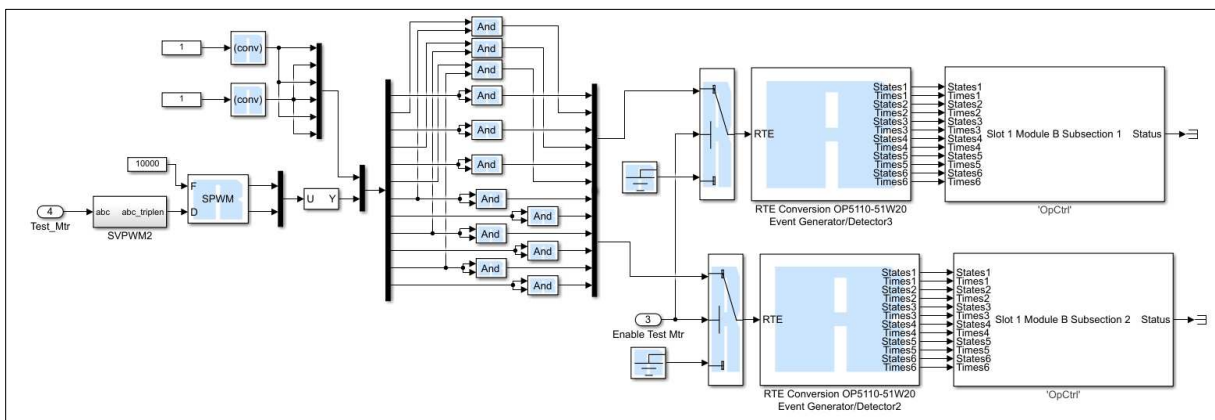 1
(conv)
1
(conv)
10000
F
D
SPWM
4
Test_Mtr
abc
abc_triplen
SVPWM2
U
Y
And
And
And
And
And
And
And
And
And
And
And
And
RTE
States1
Times1
States2
Times2
States3
Times3
States4
Times4
States5
Times5
States6
Times6
RTE Conversion OP5110-51W20
Event Generator/Detector3
States1
Times1
States2
Times2
States3
Times3
States4
Times4
States5
Times5
States6
Times6
Slot 1 Module B Subsection 1
Status
'OpCtrl'
3
Enable Test Mtr
RTE
States1
Times1
States2
Times2
States3
Times3
States4
Times4
States5
Times5
States6
Times6
RTE Conversion OP5110-51W20
Event Generator/Detector2
States1
Times1
States2
Times2
States3
Times3
States4
Times4
States5
Times5
States6
Times6
Slot 1 Module B Subsection 2
Status
'OpCtrl'